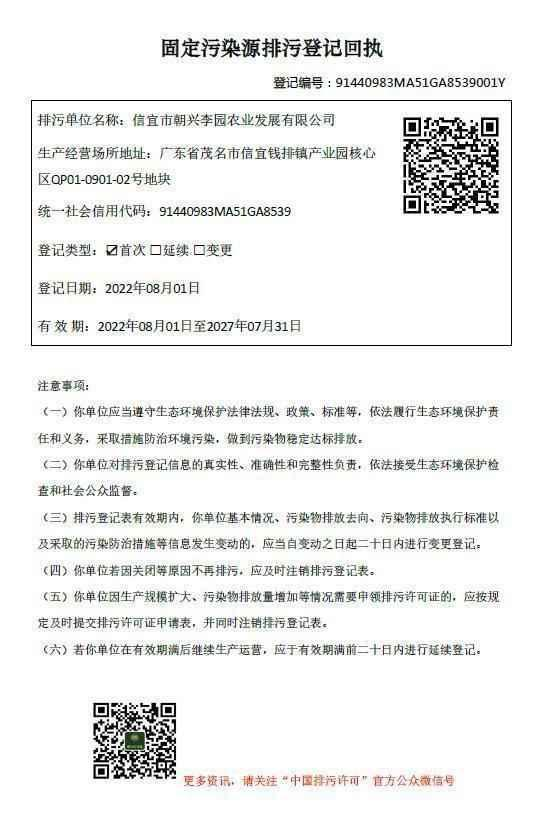 固定污染源排污登记回执
登记编号：91440983MA51GA8539001Y
排污单位名称：信宜市朝兴李园农业发展有限公司
生产经营场所地址：广东省茂名市信宜钱排镇产业园核心
区QP01-0901-02号地块
统一社会信用代码：91440983MA51GA8539
登记类型：☑首次 □延续 □变更
登记日期：2022年08月01日
有 效 期：2022年08月01日至2027年07月31日
注意事项：
（一）你单位应当遵守生态环境保护法律法规、政策、标准等，依法履行生态环境保护责
任和义务，采取措施防治环境污染，做到污染物稳定达标排放。
（二）你单位对排污登记信息的真实性、准确性和完整性负责，依法接受生态环境保护检
查和社会公众监督。
（三）排污登记表有效期内，你单位基本情况、污染物排放去向、污染物排放执行标准以
及采取的污染防治措施等信息发生变动的，应当自变动之日起二十日内进行变更登记。
（四）你单位若因关闭等原因不再排污，应及时注销排污登记表。
（五）你单位因生产规模扩大、污染物排放量增加等情况需要申领排污许可证的，应按规
定及时提交排污许可证申请表，并同时注销排污登记表。
（六）若你单位在有效期满后继续生产运营，应于有效期满前二十日内进行延续登记。
更多资讯，请关注“中国排污许可”官方公众微信号